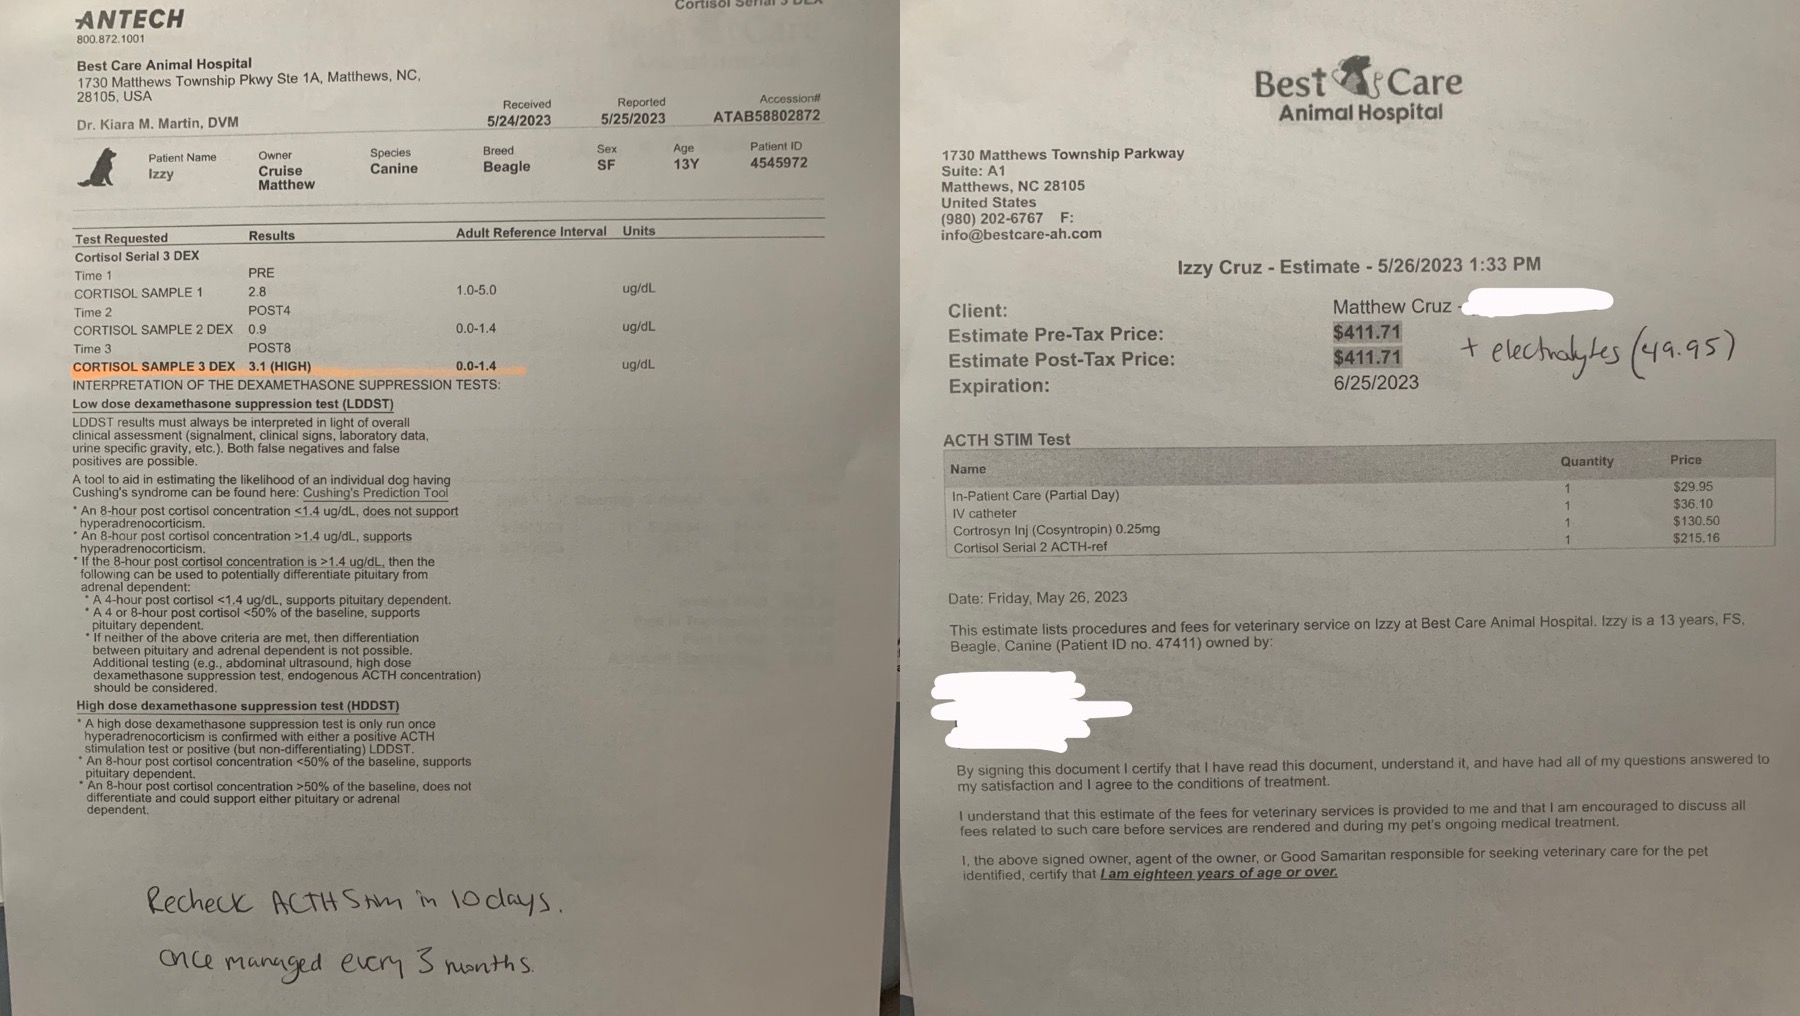 Cortisol Serial 3 DEX
ANTECH
800.872.1001
Best Care Animal Hospital
1730 Matthews Township Pkwy Ste 1A, Matthews, NC,
28105, USA
Dr. Kiara M. Martin, DVM
Received
5/24/2023
Reported
5/25/2023
Accession#
ATAB58802872
Patient Name
Izzy
Owner
Cruise
Matthew
Species
Canine
Breed
Beagle
Sex
SF
Age
13Y
Patient ID
4545972
Test Requested Results Adult Reference Interval Units
Cortisol Serial 3 DEX
Time 1 PRE
CORTISOL SAMPLE 1 2.8 1.0-5.0 ug/dL
Time 2 POST4
CORTISOL SAMPLE 2 DEX 0.9 0.0-1.4 ug/dL
Time 3 POST8
CORTISOL SAMPLE 3 DEX 3.1 (HIGH) 0.0-1.4 ug/dL
INTERPRETATION OF THE DEXAMETHASONE SUPPRESSION TESTS:
Low dose dexamethasone suppression test (LDDST)
LDDST results must always be interpreted in light of overall
clinical assessment (signalment, clinical signs, laboratory data,
urine specific gravity, etc.). Both false negatives and false
positives are possible.
A tool to aid in estimating the likelihood of an individual dog having
Cushing's syndrome can be found here: Cushing's Prediction Tool
* An 8-hour post cortisol concentration <1.4 ug/dL, does not support
hyperadrenocorticism.
* An 8-hour post cortisol concentration >1.4 ug/dL, supports
hyperadrenocorticism.
* If the 8-hour post cortisol concentration is >1.4 ug/dL, then the
following can be used to potentially differentiate pituitary from
adrenal dependent:
* A 4-hour post cortisol <1.4 ug/dL, supports pituitary dependent.
* A 4 or 8-hour post cortisol <50% of the baseline, supports
pituitary dependent.
* If neither of the above criteria are met, then differentiation
between pituitary and adrenal dependent is not possible.
Additional testing (e.g., abdominal ultrasound, high dose
dexamethasone suppression test, endogenous ACTH concentration)
should be considered.
High dose dexamethasone suppression test (HDDST)
* A high dose dexamethasone suppression test is only run once
hyperadrenocorticism is confirmed with either a positive ACTH
stimulation test or positive (but non-differentiating) LDDST.
* An 8-hour post cortisol concentration <50% of the baseline, supports
pituitary dependent.
* An 8-hour post cortisol concentration >50% of the baseline, does not
differentiate and could support either pituitary or adrenal
dependent.
Recheck ACTH Stim in 10 days.
once managed every 3 months.
Best Care
Animal Hospital
1730 Matthews Township Parkway
Suite: A1
Matthews, NC 28105
United States
(980) 202-6767 F:
info@bestcare-ah.com
Izzy Cruz - Estimate - 5/26/2023 1:33 PM
Client: Matthew Cruz -
Estimate Pre-Tax Price: $411.71
Estimate Post-Tax Price: $411.71
+ electrolytes (49.95)
Expiration: 6/25/2023
ACTH STIM Test
Name Quantity Price
In-Patient Care (Partial Day) 1 $29.95
IV catheter 1 $36.10
Cortrosyn Inj (Cosyntropin) 0.25mg 1 $130.50
Cortisol Serial 2 ACTH-ref 1 $215.16
Date: Friday, May 26, 2023
This estimate lists procedures and fees for veterinary service on Izzy at Best Care Animal Hospital. Izzy is a 13 years, FS,
Beagle, Canine (Patient ID no. 47411) owned by:
By signing this document I certify that I have read this document, understand it, and have had all of my questions answered to
my satisfaction and I agree to the conditions of treatment.
I understand that this estimate of the fees for veterinary services is provided to me and that I am encouraged to discuss all
fees related to such care before services are rendered and during my pet's ongoing medical treatment.
I, the above signed owner, agent of the owner, or Good Samaritan responsible for seeking veterinary care for the pet
identified, certify that I am eighteen years of age or over.